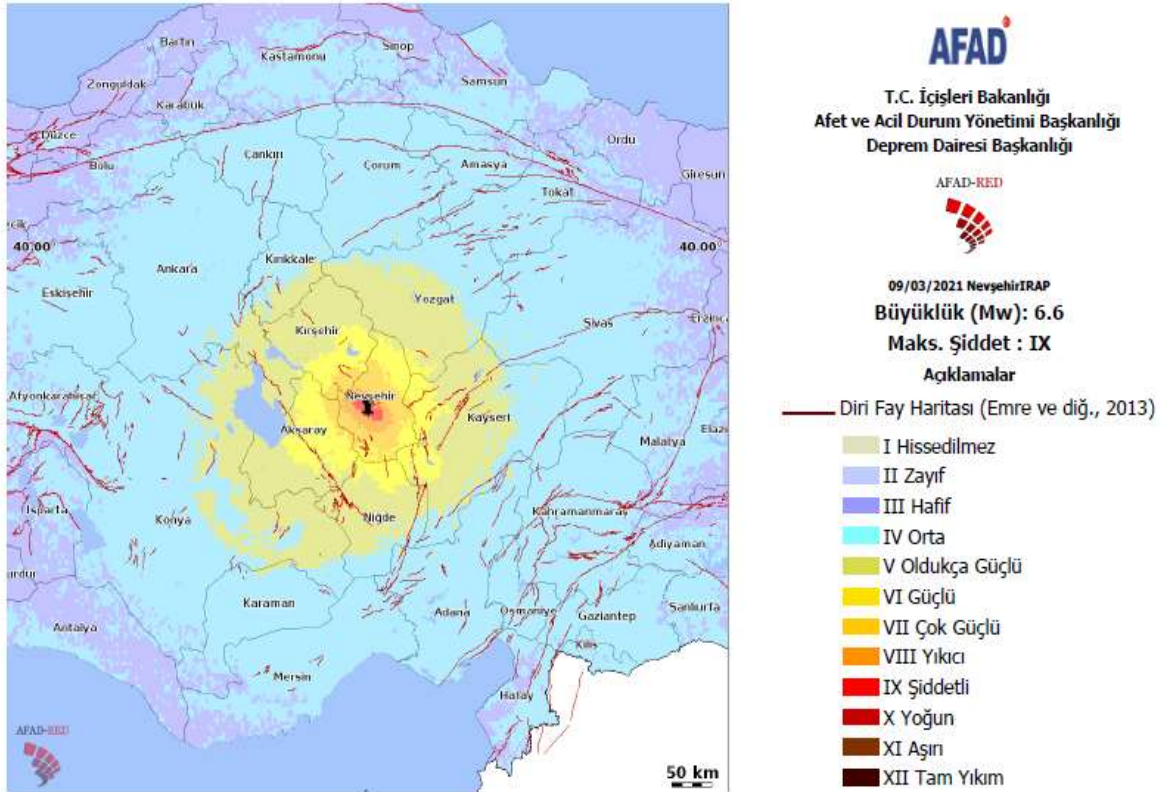 Bartın
Kastamonu
Sinop
Zonguldak
Karabük
Samsun
Düzce
Bolu
Ordu
Çankırı
Çorum
Amasya
Giresun
Tokat
40.00°
40.00°
Ankara
Kırıkkale
Eskişehir
Yozgat
Sivas
Kırşehir
Afyonkarahisar
Nevşehir
Kayseri
Aksaray
Malatya
Isparta
Konya
Niğde
Kahramanmaraş
Adıyaman
Karaman
Adana
Osmaniye
Gaziantep
Şanlıurfa
Antalya
Kilis
Mersin
Hatay
AFAD-RED
50 km
AFAD
T.C. İçişleri Bakanlığı
Afet ve Acil Durum Yönetimi Başkanlığı
Deprem Dairesi Başkanlığı
AFAD-RED
09/03/2021 NevşehirIRAP
Büyüklük (Mw): 6.6
Maks. Şiddet : IX
Açıklamalar
Diri Fay Haritası (Emre ve diğ., 2013)
I Hissedilmez
II Zayıf
III Hafif
IV Orta
V Oldukça Güçlü
VI Güçlü
VII Çok Güçlü
VIII Yıkıcı
IX Şiddetli
X Yoğun
XI Aşırı
XII Tam Yıkım